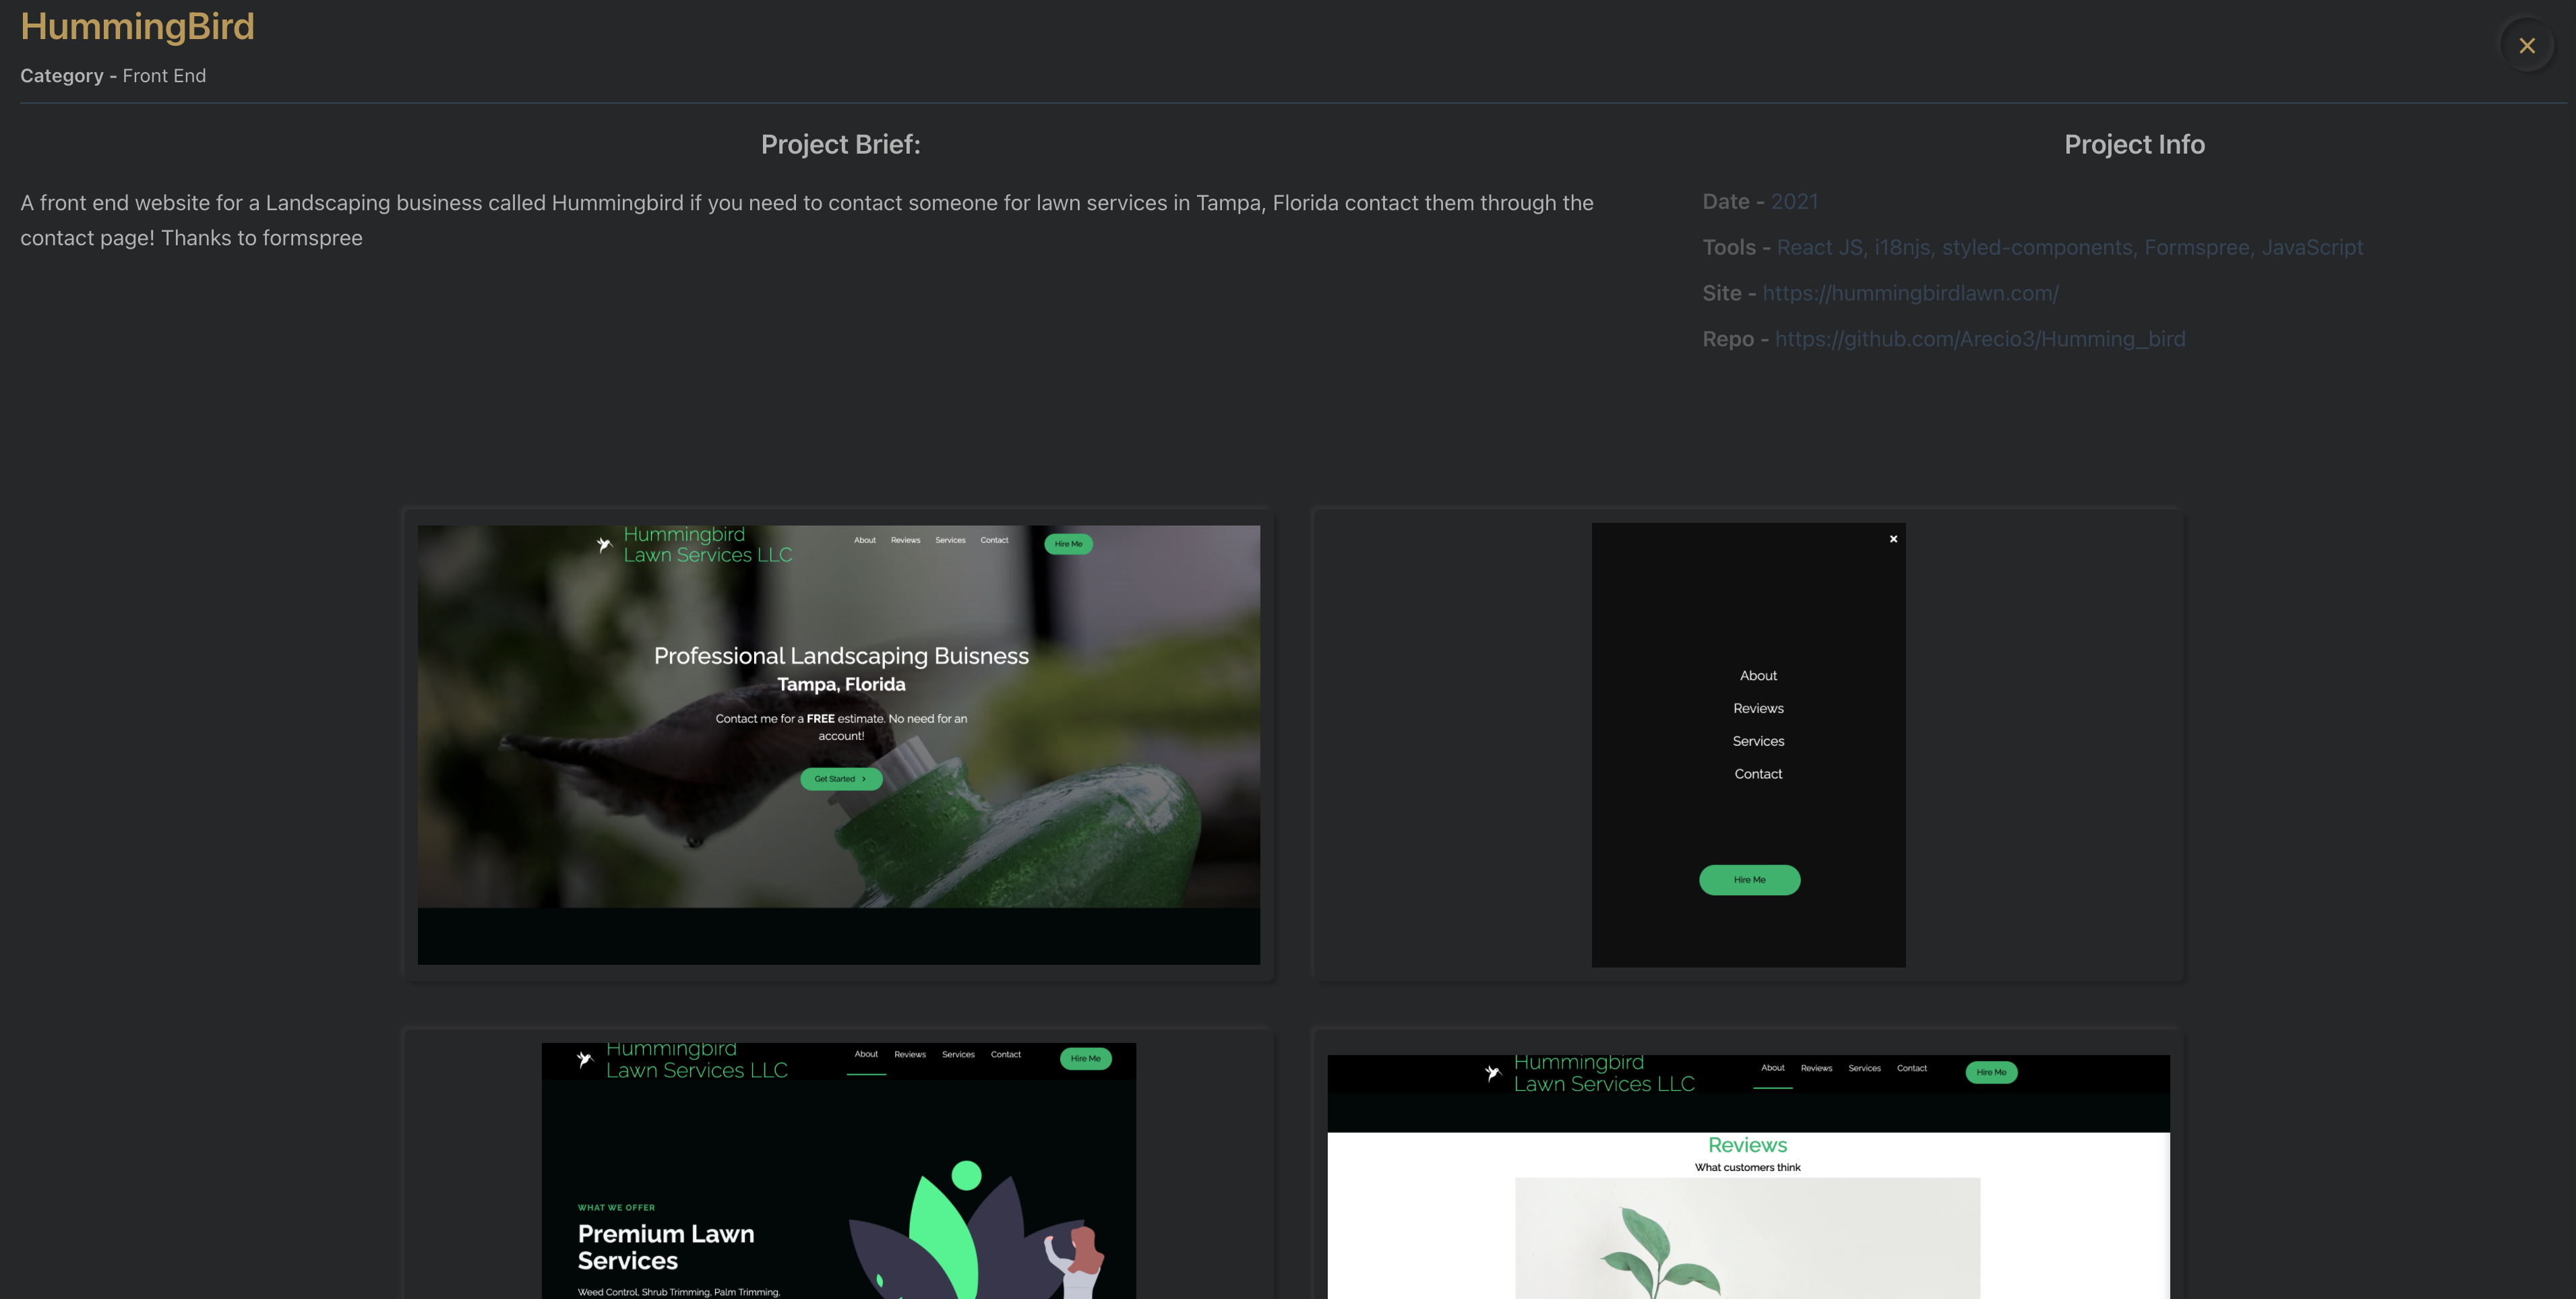 HummingBird
Category - Front End
Project Brief:
A front end website for a Landscaping business called Hummingbird if you need to contact someone for lawn services in Tampa, Florida contact them through the
contact page! Thanks to formspree
Project Info
Date - 2021
Tools - React JS, i18njs, styled-components, Formspree, JavaScript
Site - https://hummingbirdlawn.com/
Repo - https://github.com/Arecio3/Humming_bird
Hummingbird
Lawn Services LLC
About Reviews Services Contact Hire Me
Professional Landscaping Buisness
Tampa, Florida
Contact me for a FREE estimate. No need for an
account!
Get Started
About
Reviews
Services
Contact
Hire Me
Hummingbird
Lawn Services LLC
About Reviews Services Contact Hire Me
WHAT WE OFFER
Premium Lawn
Services
Weed Control, Shrub Trimming, Palm Trimming,
Hummingbird
Lawn Services LLC
About Reviews Services Contact Hire Me
Reviews
What customers think